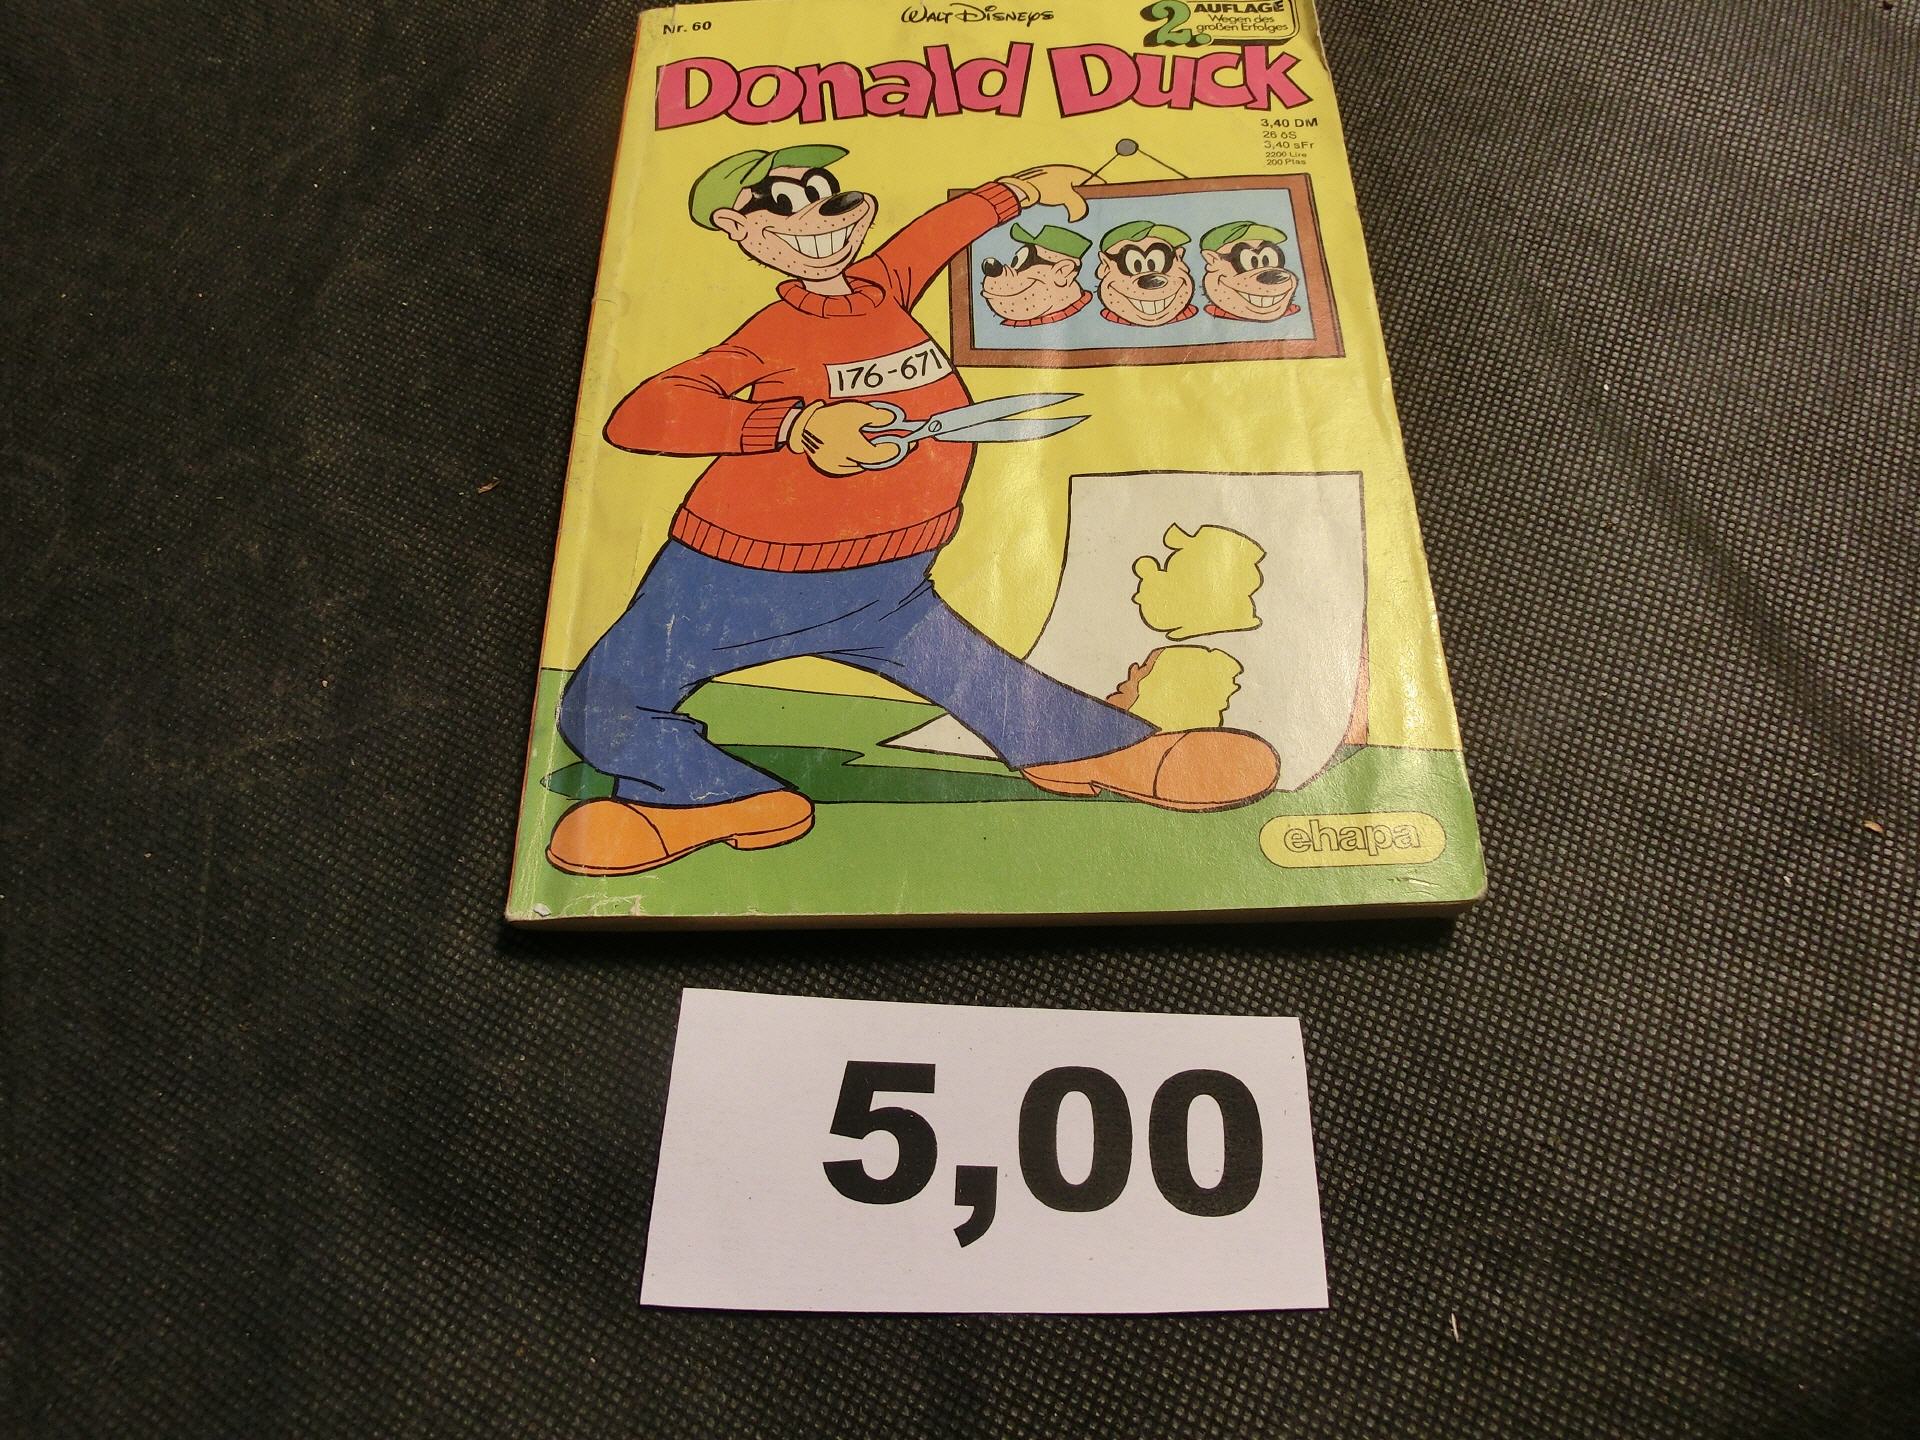 Nr. 60
WALT DISNEYS
2. AUFLAGE
Wegen des
großen Erfolges
Donald Duck
3,40 DM
26 öS
3,40 sFr
2200 Lire
200 Ptas
176-671
ehapa
5,00